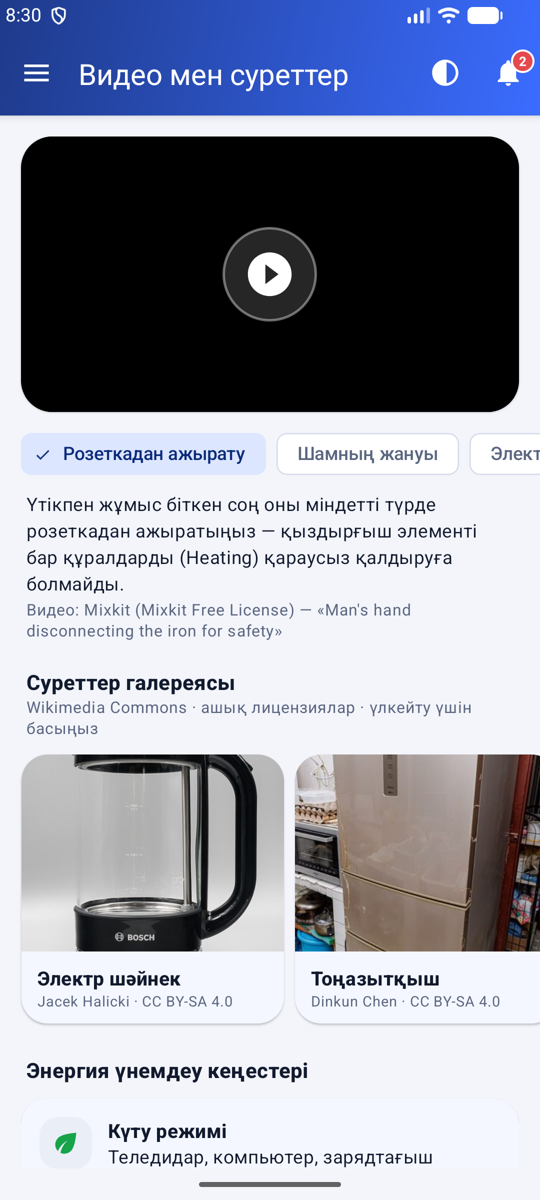 8:30
Видео мен суреттер
2
Розеткадан ажырату
Шамның жануы
Элект
Үтікпен жұмыс біткен соң оны міндетті түрде
розеткадан ажыратыңыз — қыздырғыш элементі
бар құралдарды (Heating) қараусыз қалдыруға
болмайды.
Видео: Mixkit (Mixkit Free License) — «Man's hand
disconnecting the iron for safety»
Суреттер галереясы
Wikimedia Commons · ашық лицензиялар · үлкейту үшін
басыңыз
BOSCH
Электр шәйнек
Jacek Halicki · CC BY-SA 4.0
Тоңазытқыш
Dinkun Chen · CC BY-SA 4.0
Энергия үнемдеу кеңестері
Күту режимі
Теледидар, компьютер, зарядтағыш